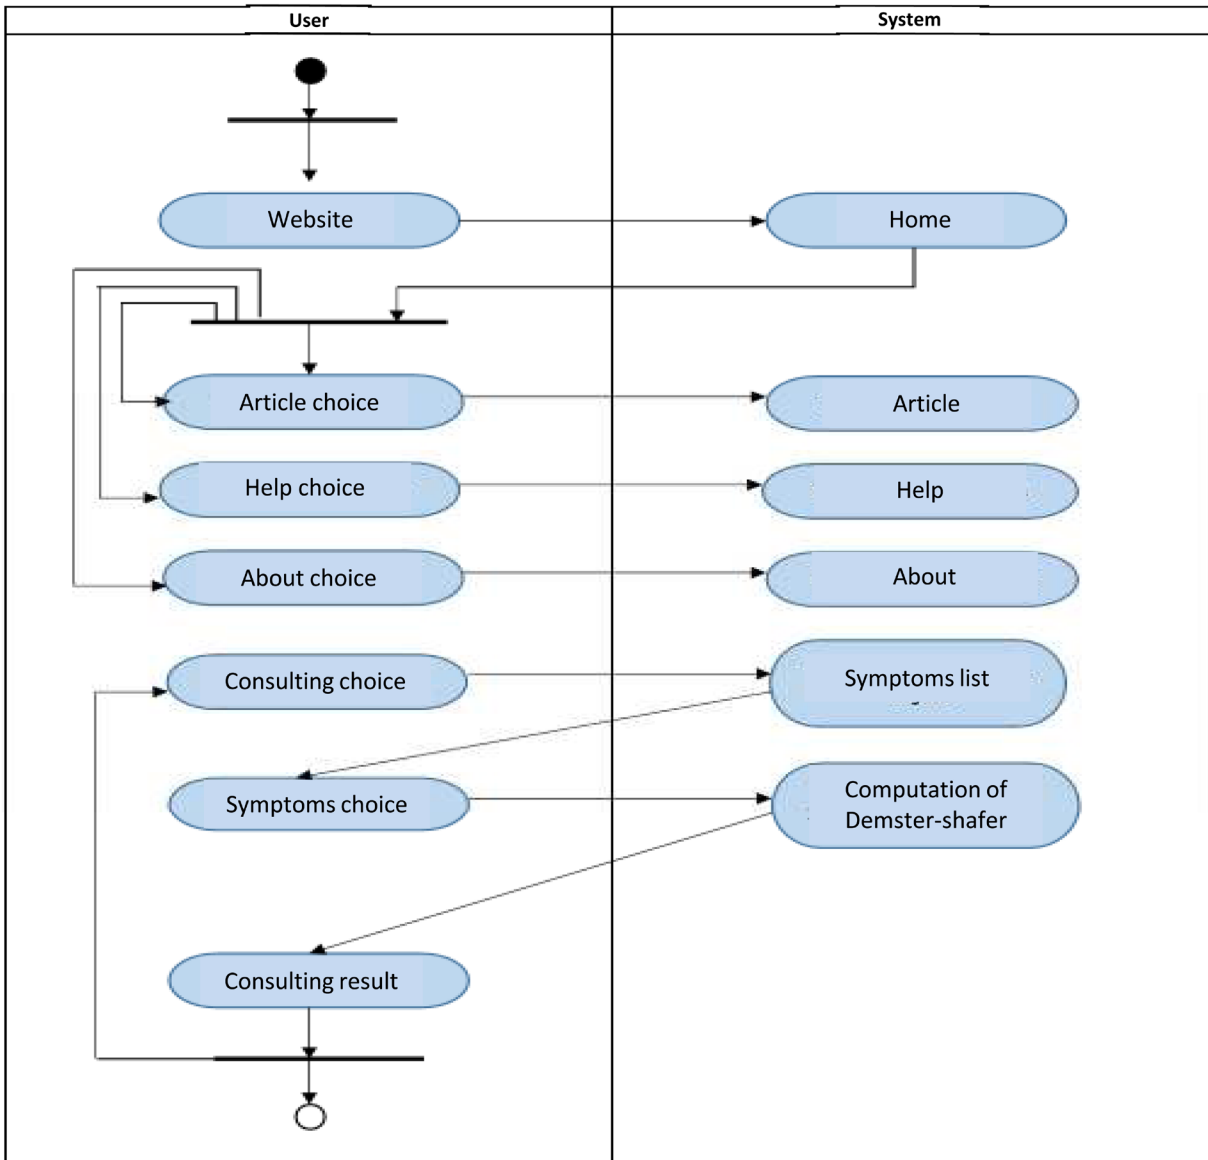 User
System
Website
Home
Article choice
Article
Help choice
Help
About choice
About
Consulting choice
Symptoms list
Symptoms choice
Computation of
Demster-shafer
Consulting result